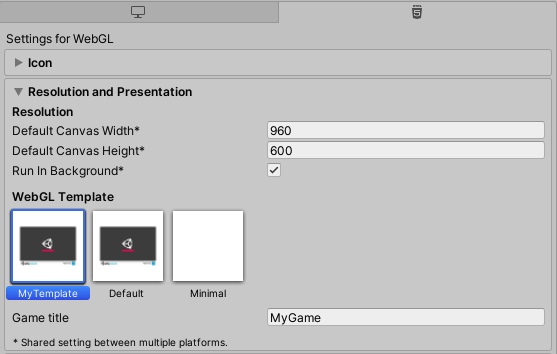 Settings for WebGL
Icon
Resolution and Presentation
Resolution
Default Canvas Width* 960
Default Canvas Height* 600
Run In Background*
WebGL Template
MyTemplate Default Minimal
Game title MyGame
* Shared setting between multiple platforms.